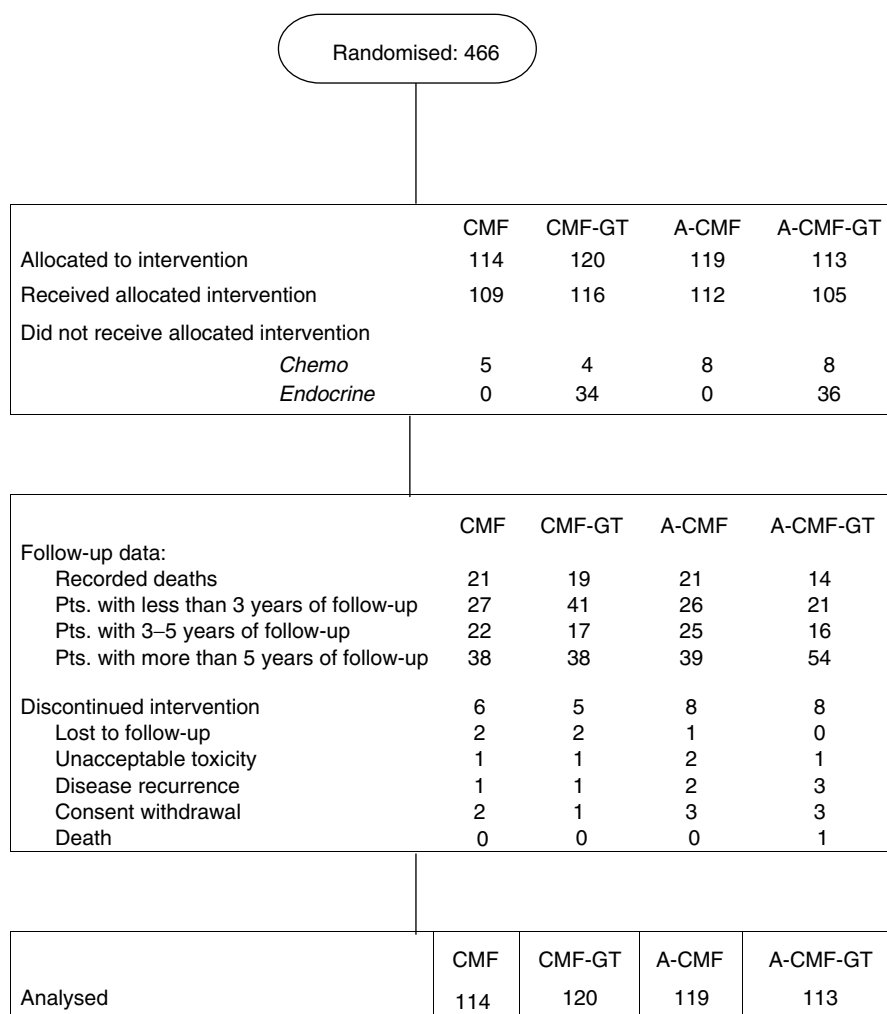 Randomised: 466
CMF CMF-GT A-CMF A-CMF-GT
Allocated to intervention 114 120 119 113
Received allocated intervention 109 116 112 105
Did not receive allocated intervention
Chemo 5 4 8 8
Endocrine 0 34 0 36
CMF CMF-GT A-CMF A-CMF-GT
Follow-up data:
Recorded deaths 21 19 21 14
Pts. with less than 3 years of follow-up 27 41 26 21
Pts. with 3–5 years of follow-up 22 17 25 16
Pts. with more than 5 years of follow-up 38 38 39 54
Discontinued intervention 6 5 8 8
Lost to follow-up 2 2 1 0
Unacceptable toxicity 1 1 2 1
Disease recurrence 1 1 2 3
Consent withdrawal 2 1 3 3
Death 0 0 0 1
CMF CMF-GT A-CMF A-CMF-GT
Analysed 114 120 119 113